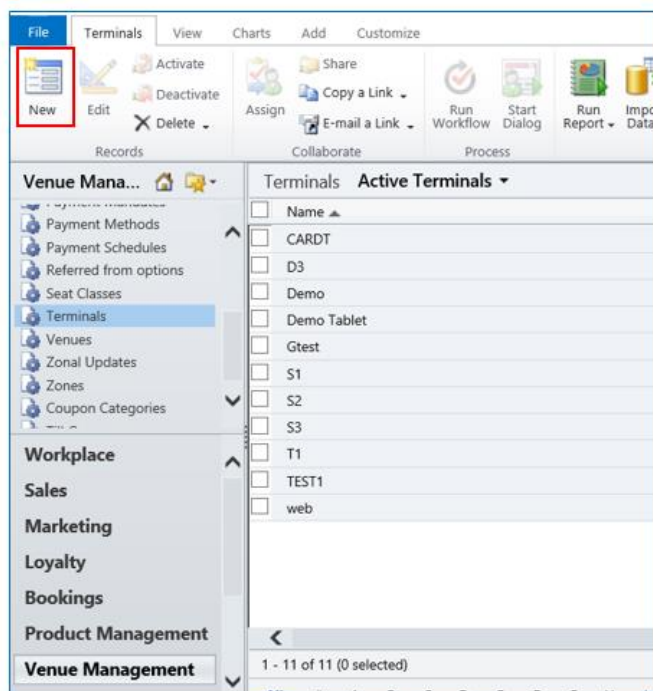 File Terminals View Charts Add Customize
New
Edit
Activate
Deactivate
Delete
Records
Assign
Share
Copy a Link
E-mail a Link
Collaborate
Run Workflow
Start Dialog
Process
Run Report
Venue Mana...
Payment Methods
Payment Schedules
Referred from options
Seat Classes
Terminals
Venues
Zonal Updates
Zones
Coupon Categories
Workplace
Sales
Marketing
Loyalty
Bookings
Product Management
Venue Management
Terminals Active Terminals
Name
CARDT
D3
Demo
Demo Tablet
Gtest
S1
S2
S3
T1
TEST1
web
1 - 11 of 11 (0 selected)